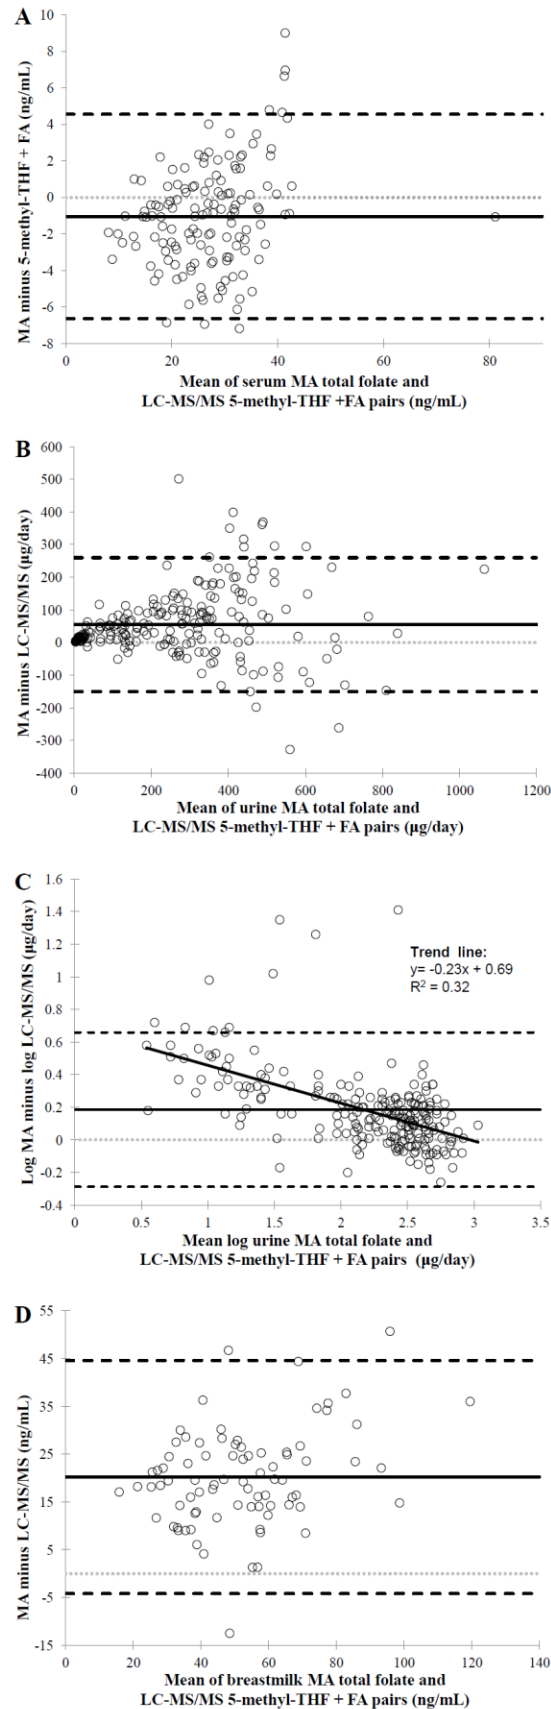 A
10
8
6
4
2
0
-2
-4
-6
-8
MA minus 5-methyl-THF + FA (ng/mL)
0 20 40 60 80
Mean of serum MA total folate and
LC-MS/MS 5-methyl-THF +FA pairs (ng/mL)
B
600
500
400
300
200
100
0
-100
-200
-300
-400
MA minus LC-MS/MS (µg/day)
0 200 400 600 800 1000 1200
Mean of urine MA total folate and
LC-MS/MS 5-methyl-THF + FA pairs (µg/day)
C
1.6
1.4
1.2
1
0.8
0.6
0.4
0.2
0
-0.2
-0.4
Log MA minus log LC-MS/MS (µg/day)
Trend line:
y= -0.23x + 0.69
R² = 0.32
0 0.5 1 1.5 2 2.5 3 3.5
Mean log urine MA total folate and
LC-MS/MS 5-methyl-THF + FA pairs (µg/day)
D
55
45
35
25
15
5
-5
-15
MA minus LC-MS/MS (ng/mL)
0 20 40 60 80 100 120 140
Mean of breastmilk MA total folate and
LC-MS/MS 5-methyl-THF + FA pairs (ng/mL)